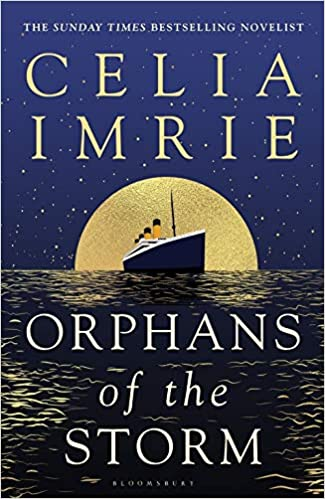 THE SUNDAY TIMES BESTSELLING NOVELIST
CELIA
IMRIE
ORPHANS
of the
STORM
BLOOMSBURY